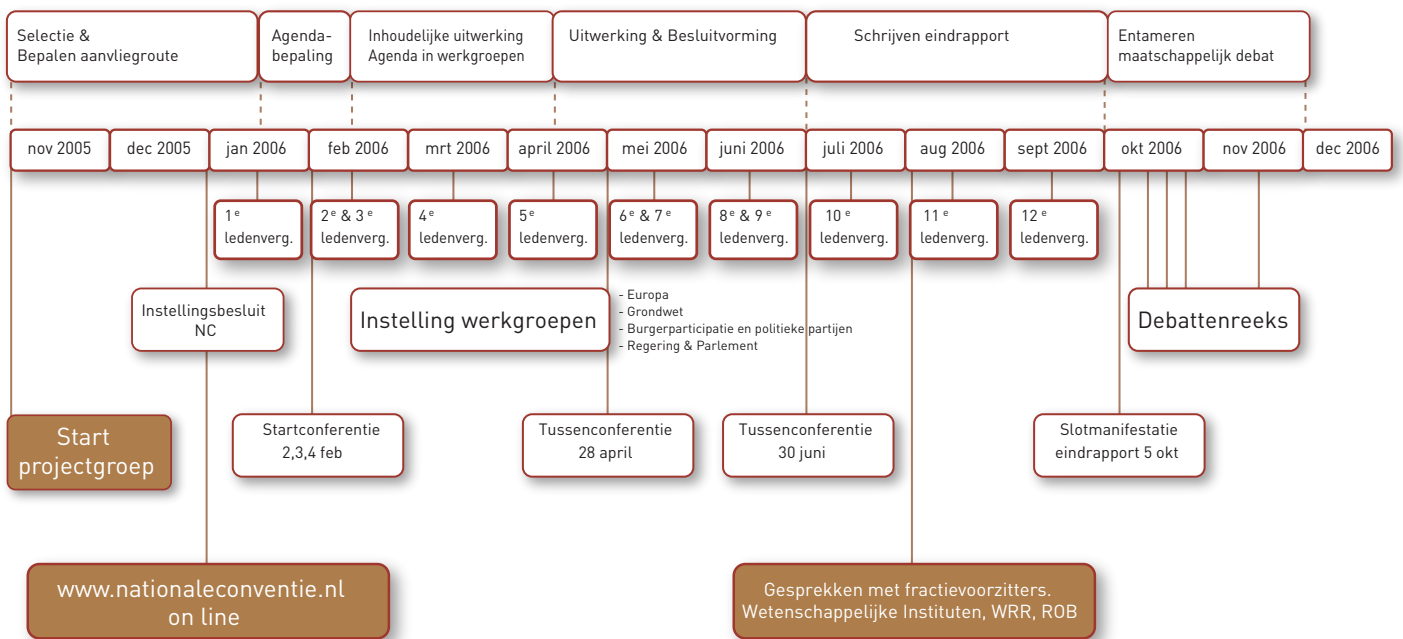 Selectie &
Bepalen aanvliegroute
Agenda-
bepaling
Inhoudelijke uitwerking
Agenda in werkgroepen
Uitwerking & Besluitvorming
Schrijven eindrapport
Entameren
maatschappelijk debat
nov 2005
dec 2005
jan 2006
feb 2006
mrt 2006
april 2006
mei 2006
juni 2006
juli 2006
aug 2006
sept 2006
okt 2006
nov 2006
dec 2006
1e
ledenverg.
2e & 3e
ledenverg.
4e
ledenverg.
5e
ledenverg.
6e & 7e
ledenverg.
8e & 9e
ledenverg.
10e
ledenverg.
11e
ledenverg.
12e
ledenverg.
Instellingsbesluit
NC
Instelling werkgroepen
- Europa
- Grondwet
- Burgerparticipatie en politieke partijen
- Regering & Parlement
Debattenreeks
Start
projectgroep
Startconferentie
2,3,4 feb
Tussenconferentie
28 april
Tussenconferentie
30 juni
Slotmanifestatie
eindrapport 5 okt
www.nationaleconventie.nl
on line
Gesprekken met fractievoorzitters.
Wetenschappelijke Instituten, WRR, ROB